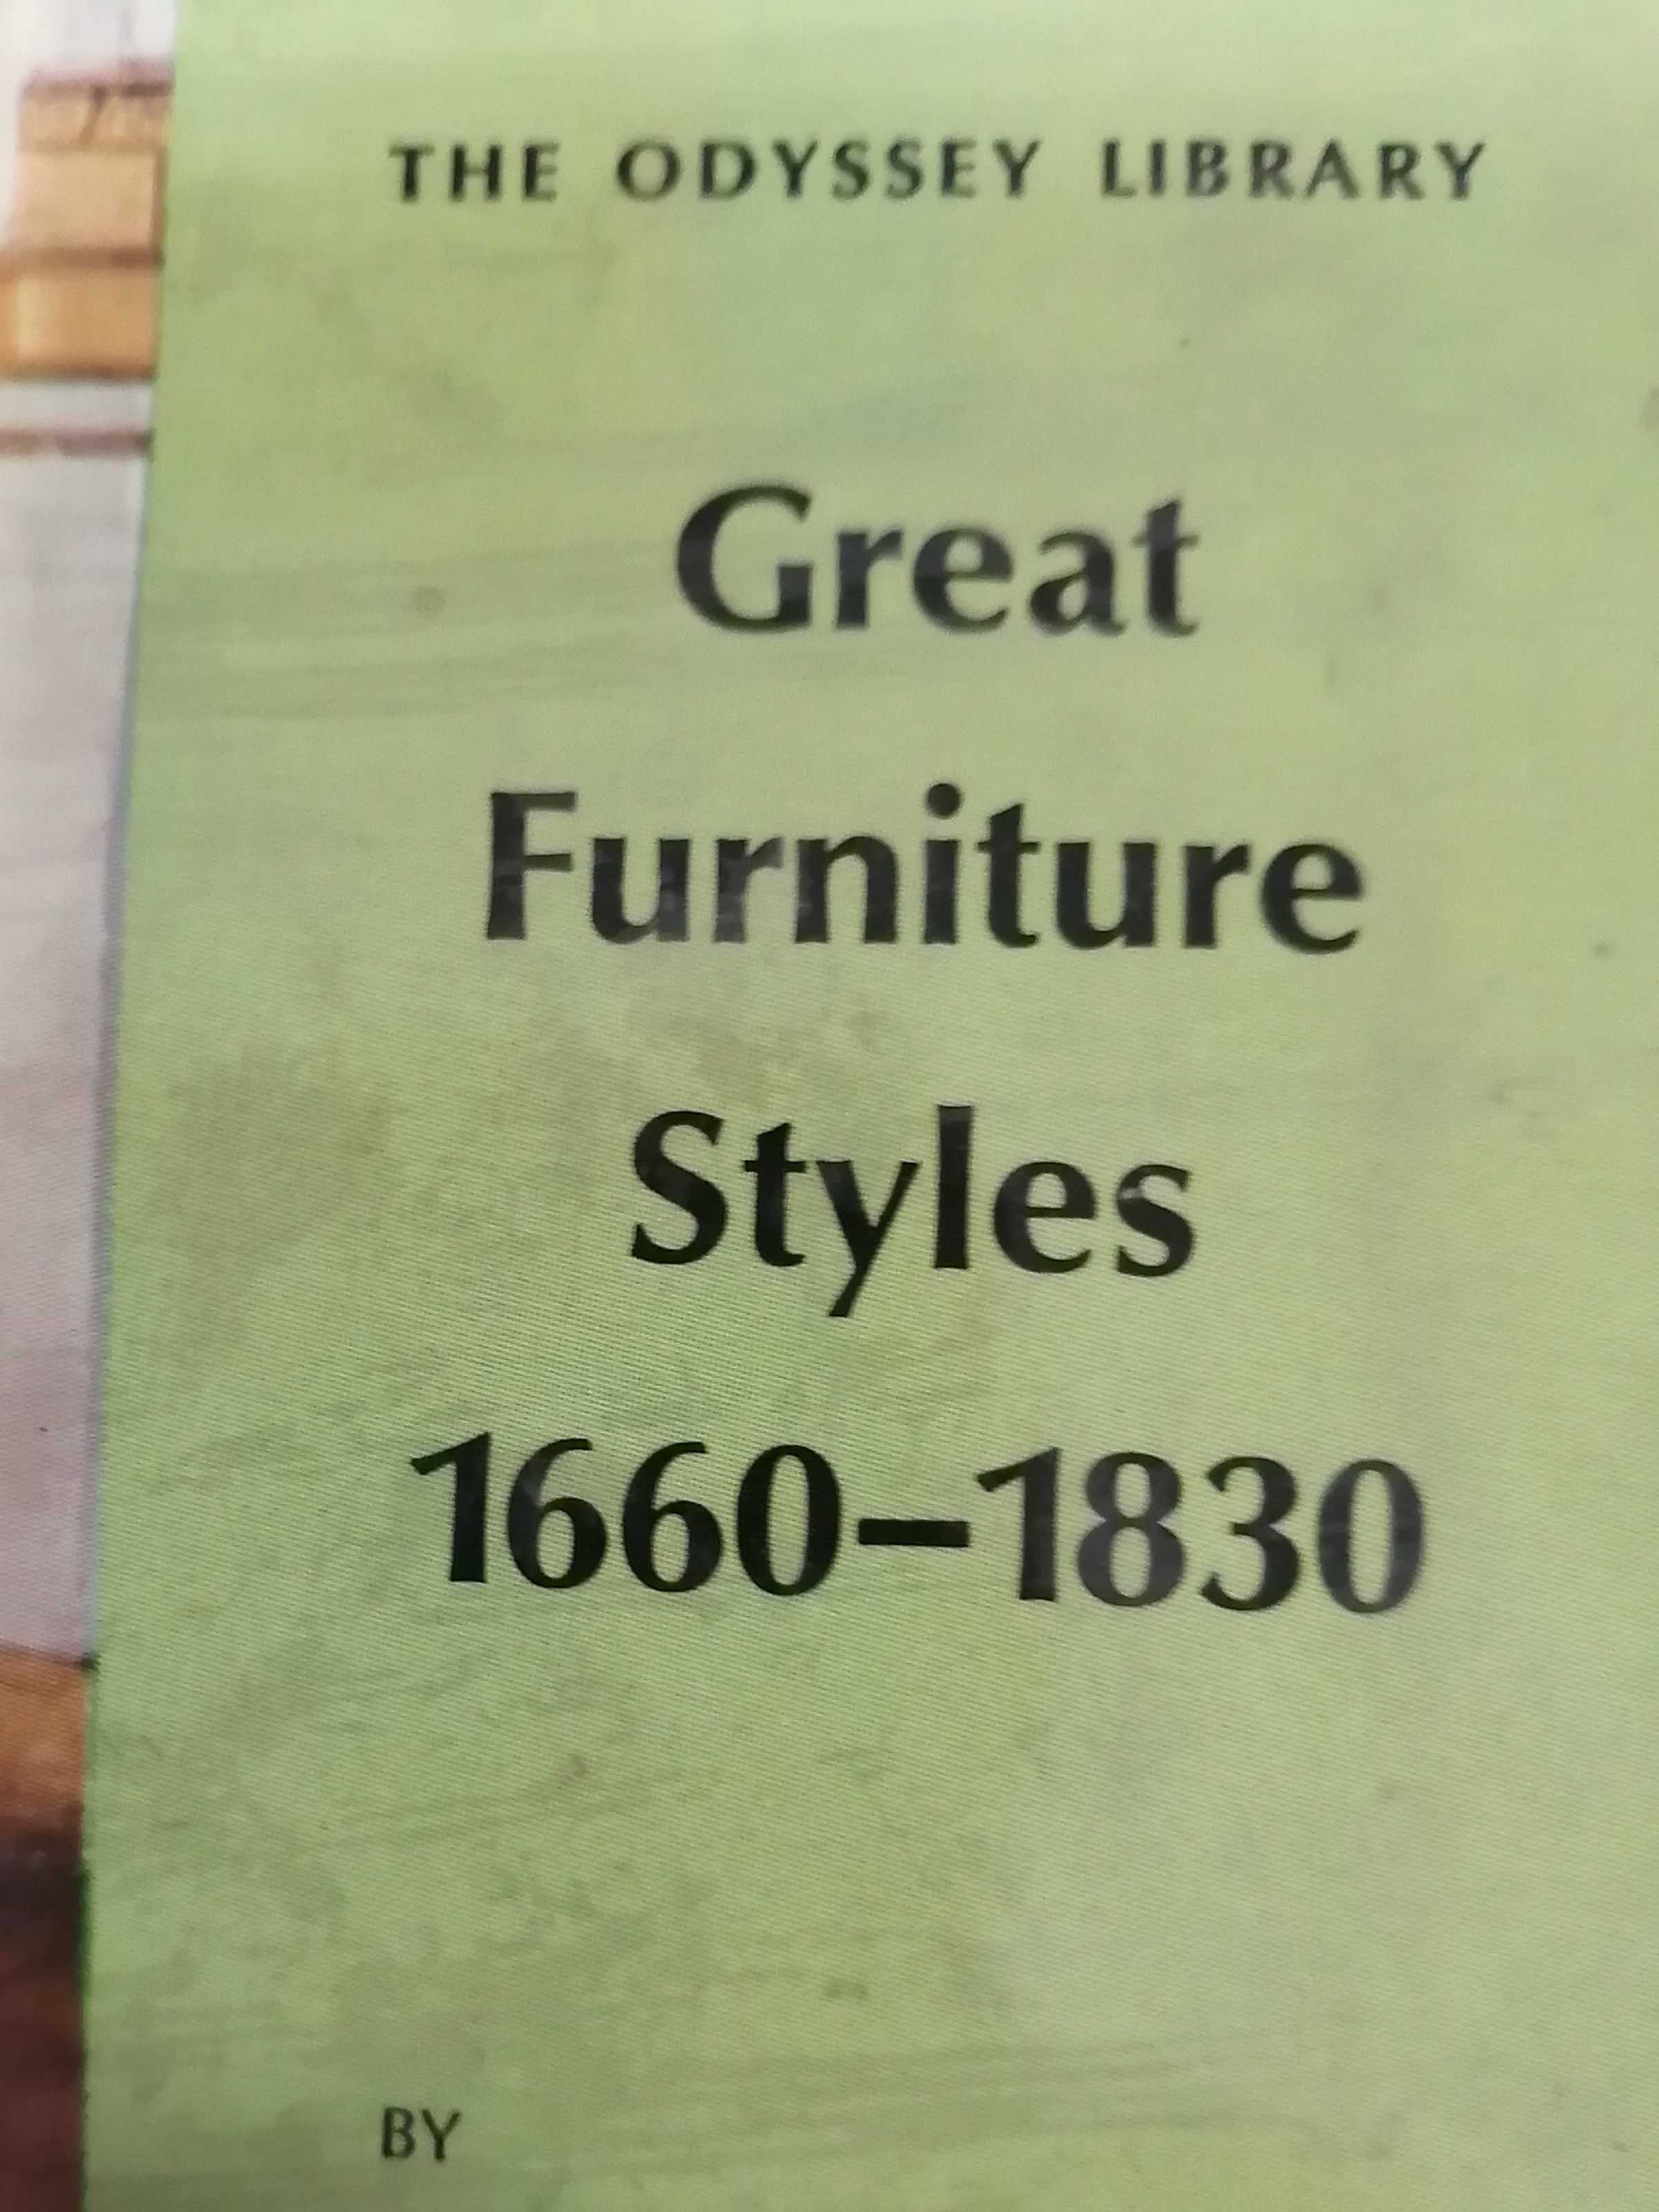 THE ODYSSEY LIBRARY
Great
Furniture
Styles
1660–1830
BY